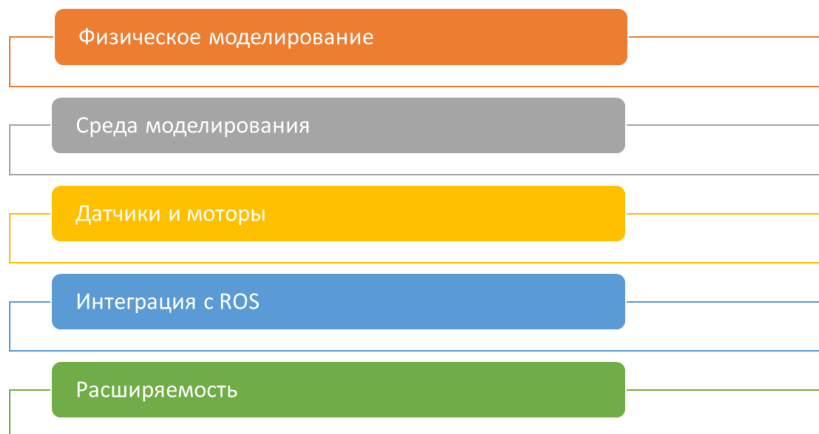 Физическое моделирование
Среда моделирования
Датчики и моторы
Интеграция с ROS
Расширяемость